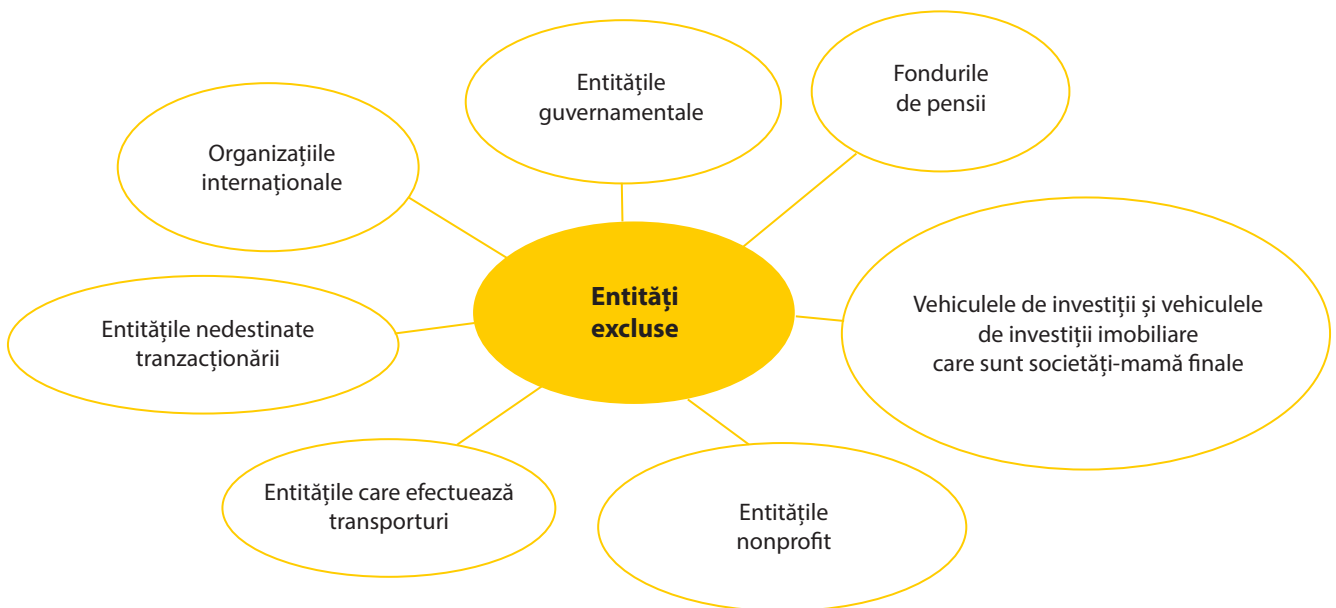 Entitățile
guvernamentale
Fondurile
de pensii
Organizațiile
internaționale
Entități
excluse
Vehiculele de investiții și vehiculele
de investiții imobiliare
care sunt societăți-mamă finale
Entitățile nedestinate
tranzacționării
Entitățile care efectuează
transporturi
Entitățile
nonprofit